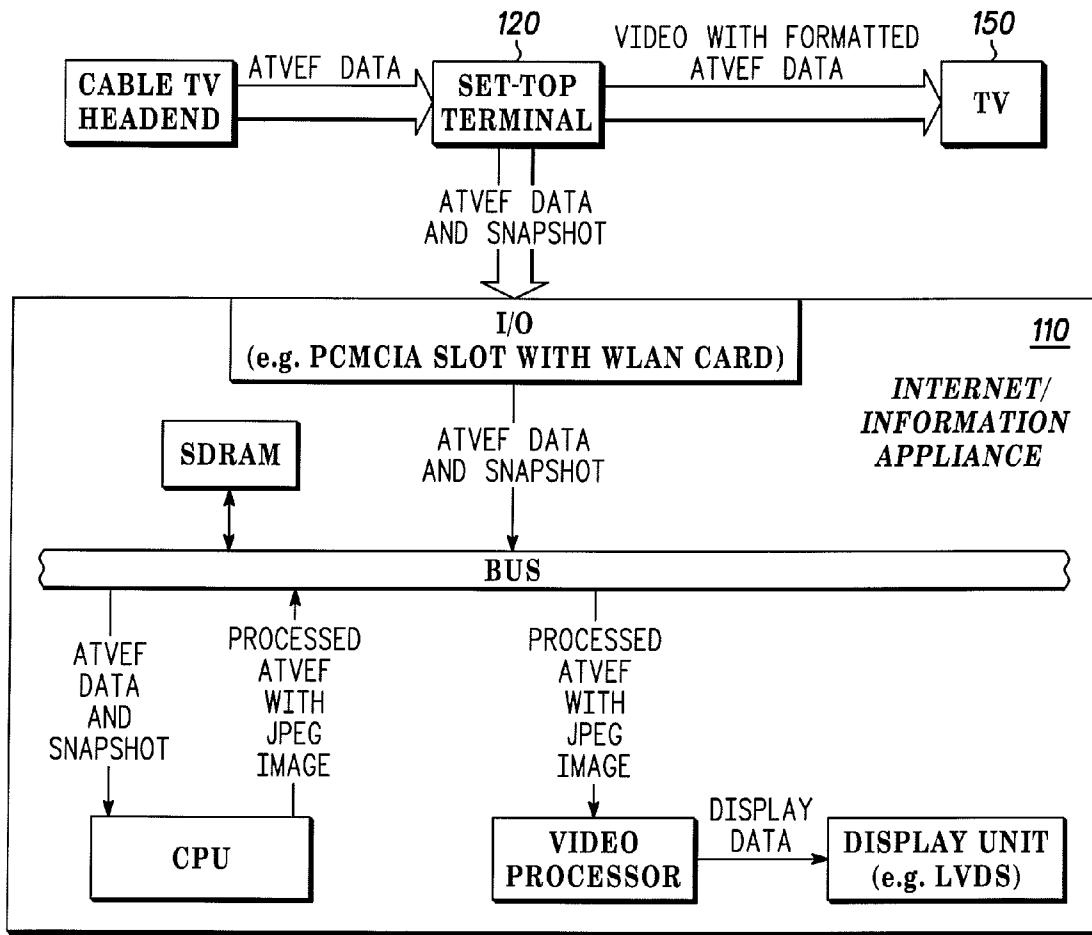 120
150
CABLE TV
HEADEND
ATVEF DATA
SET-TOP
TERMINAL
VIDEO WITH FORMATTED
ATVEF DATA
TV
ATVEF DATA
AND SNAPSHOT
I/O
(e.g. PCMCIA SLOT WITH WLAN CARD)
110
INTERNET/
INFORMATION
APPLIANCE
SDRAM
ATVEF DATA
AND SNAPSHOT
BUS
ATVEF
DATA
AND
SNAPSHOT
PROCESSED
ATVEF
WITH
JPEG
IMAGE
PROCESSED
ATVEF
WITH
JPEG
IMAGE
CPU
VIDEO
PROCESSOR
DISPLAY
DATA
DISPLAY UNIT
(e.g. LVDS)